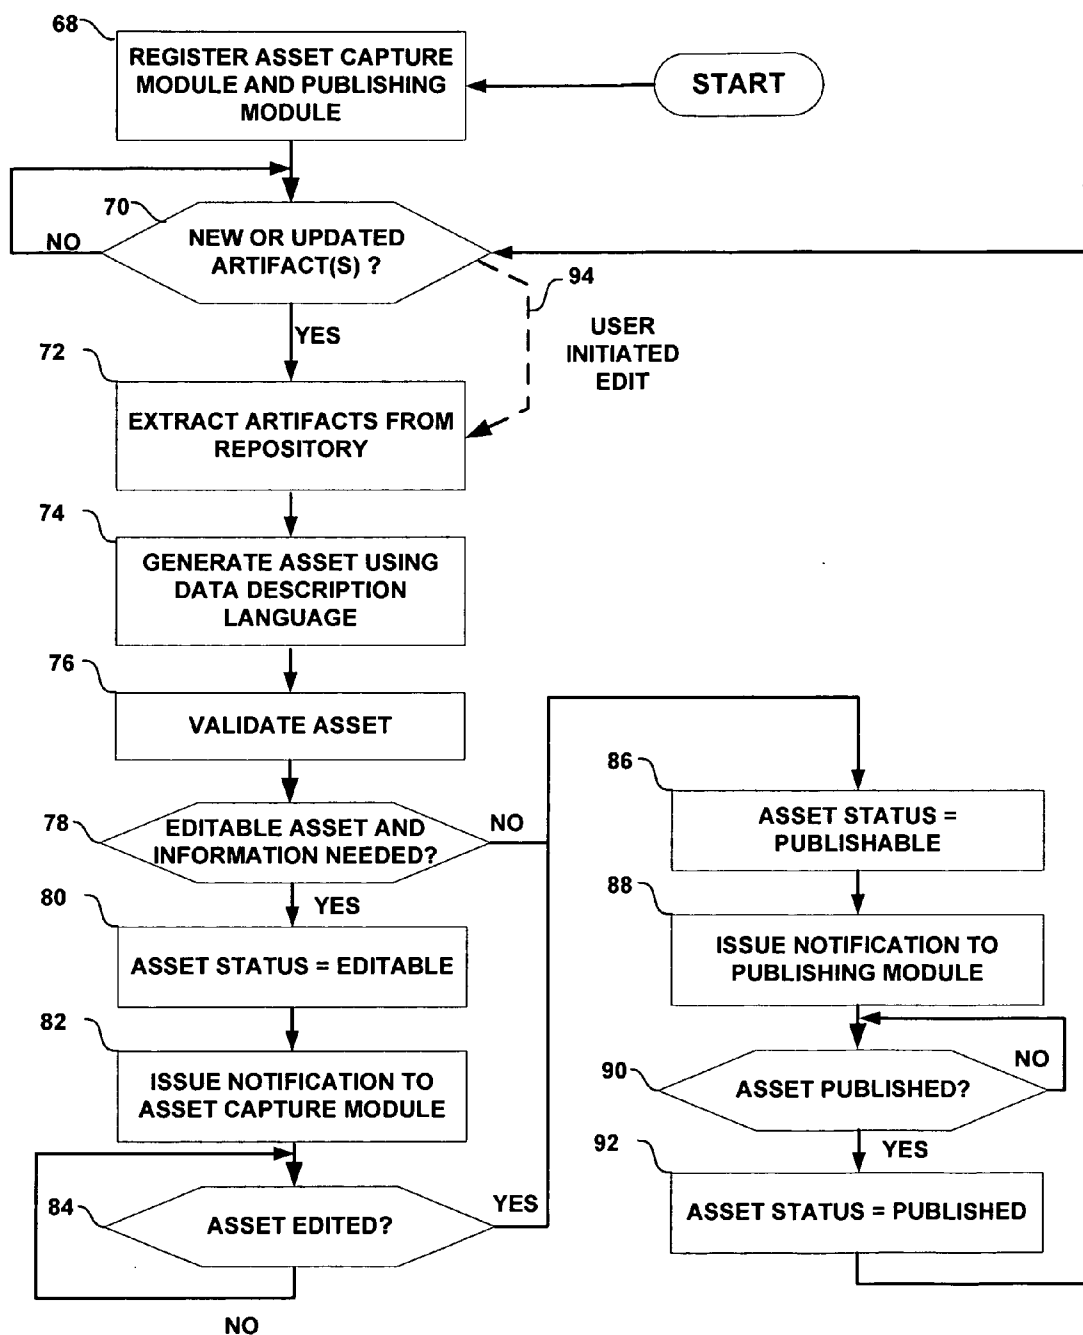 68
REGISTER ASSET CAPTURE
MODULE AND PUBLISHING
MODULE
START
70
NEW OR UPDATED
ARTIFACT(S) ?
NO
94
USER
INITIATED
EDIT
YES
72
EXTRACT ARTIFACTS FROM
REPOSITORY
74
GENERATE ASSET USING
DATA DESCRIPTION
LANGUAGE
76
VALIDATE ASSET
78
EDITABLE ASSET AND
INFORMATION NEEDED?
NO
YES
80
ASSET STATUS = EDITABLE
82
ISSUE NOTIFICATION TO
ASSET CAPTURE MODULE
84
ASSET EDITED?
YES
NO
86
ASSET STATUS =
PUBLISHABLE
88
ISSUE NOTIFICATION TO
PUBLISHING MODULE
90
ASSET PUBLISHED?
NO
YES
92
ASSET STATUS = PUBLISHED